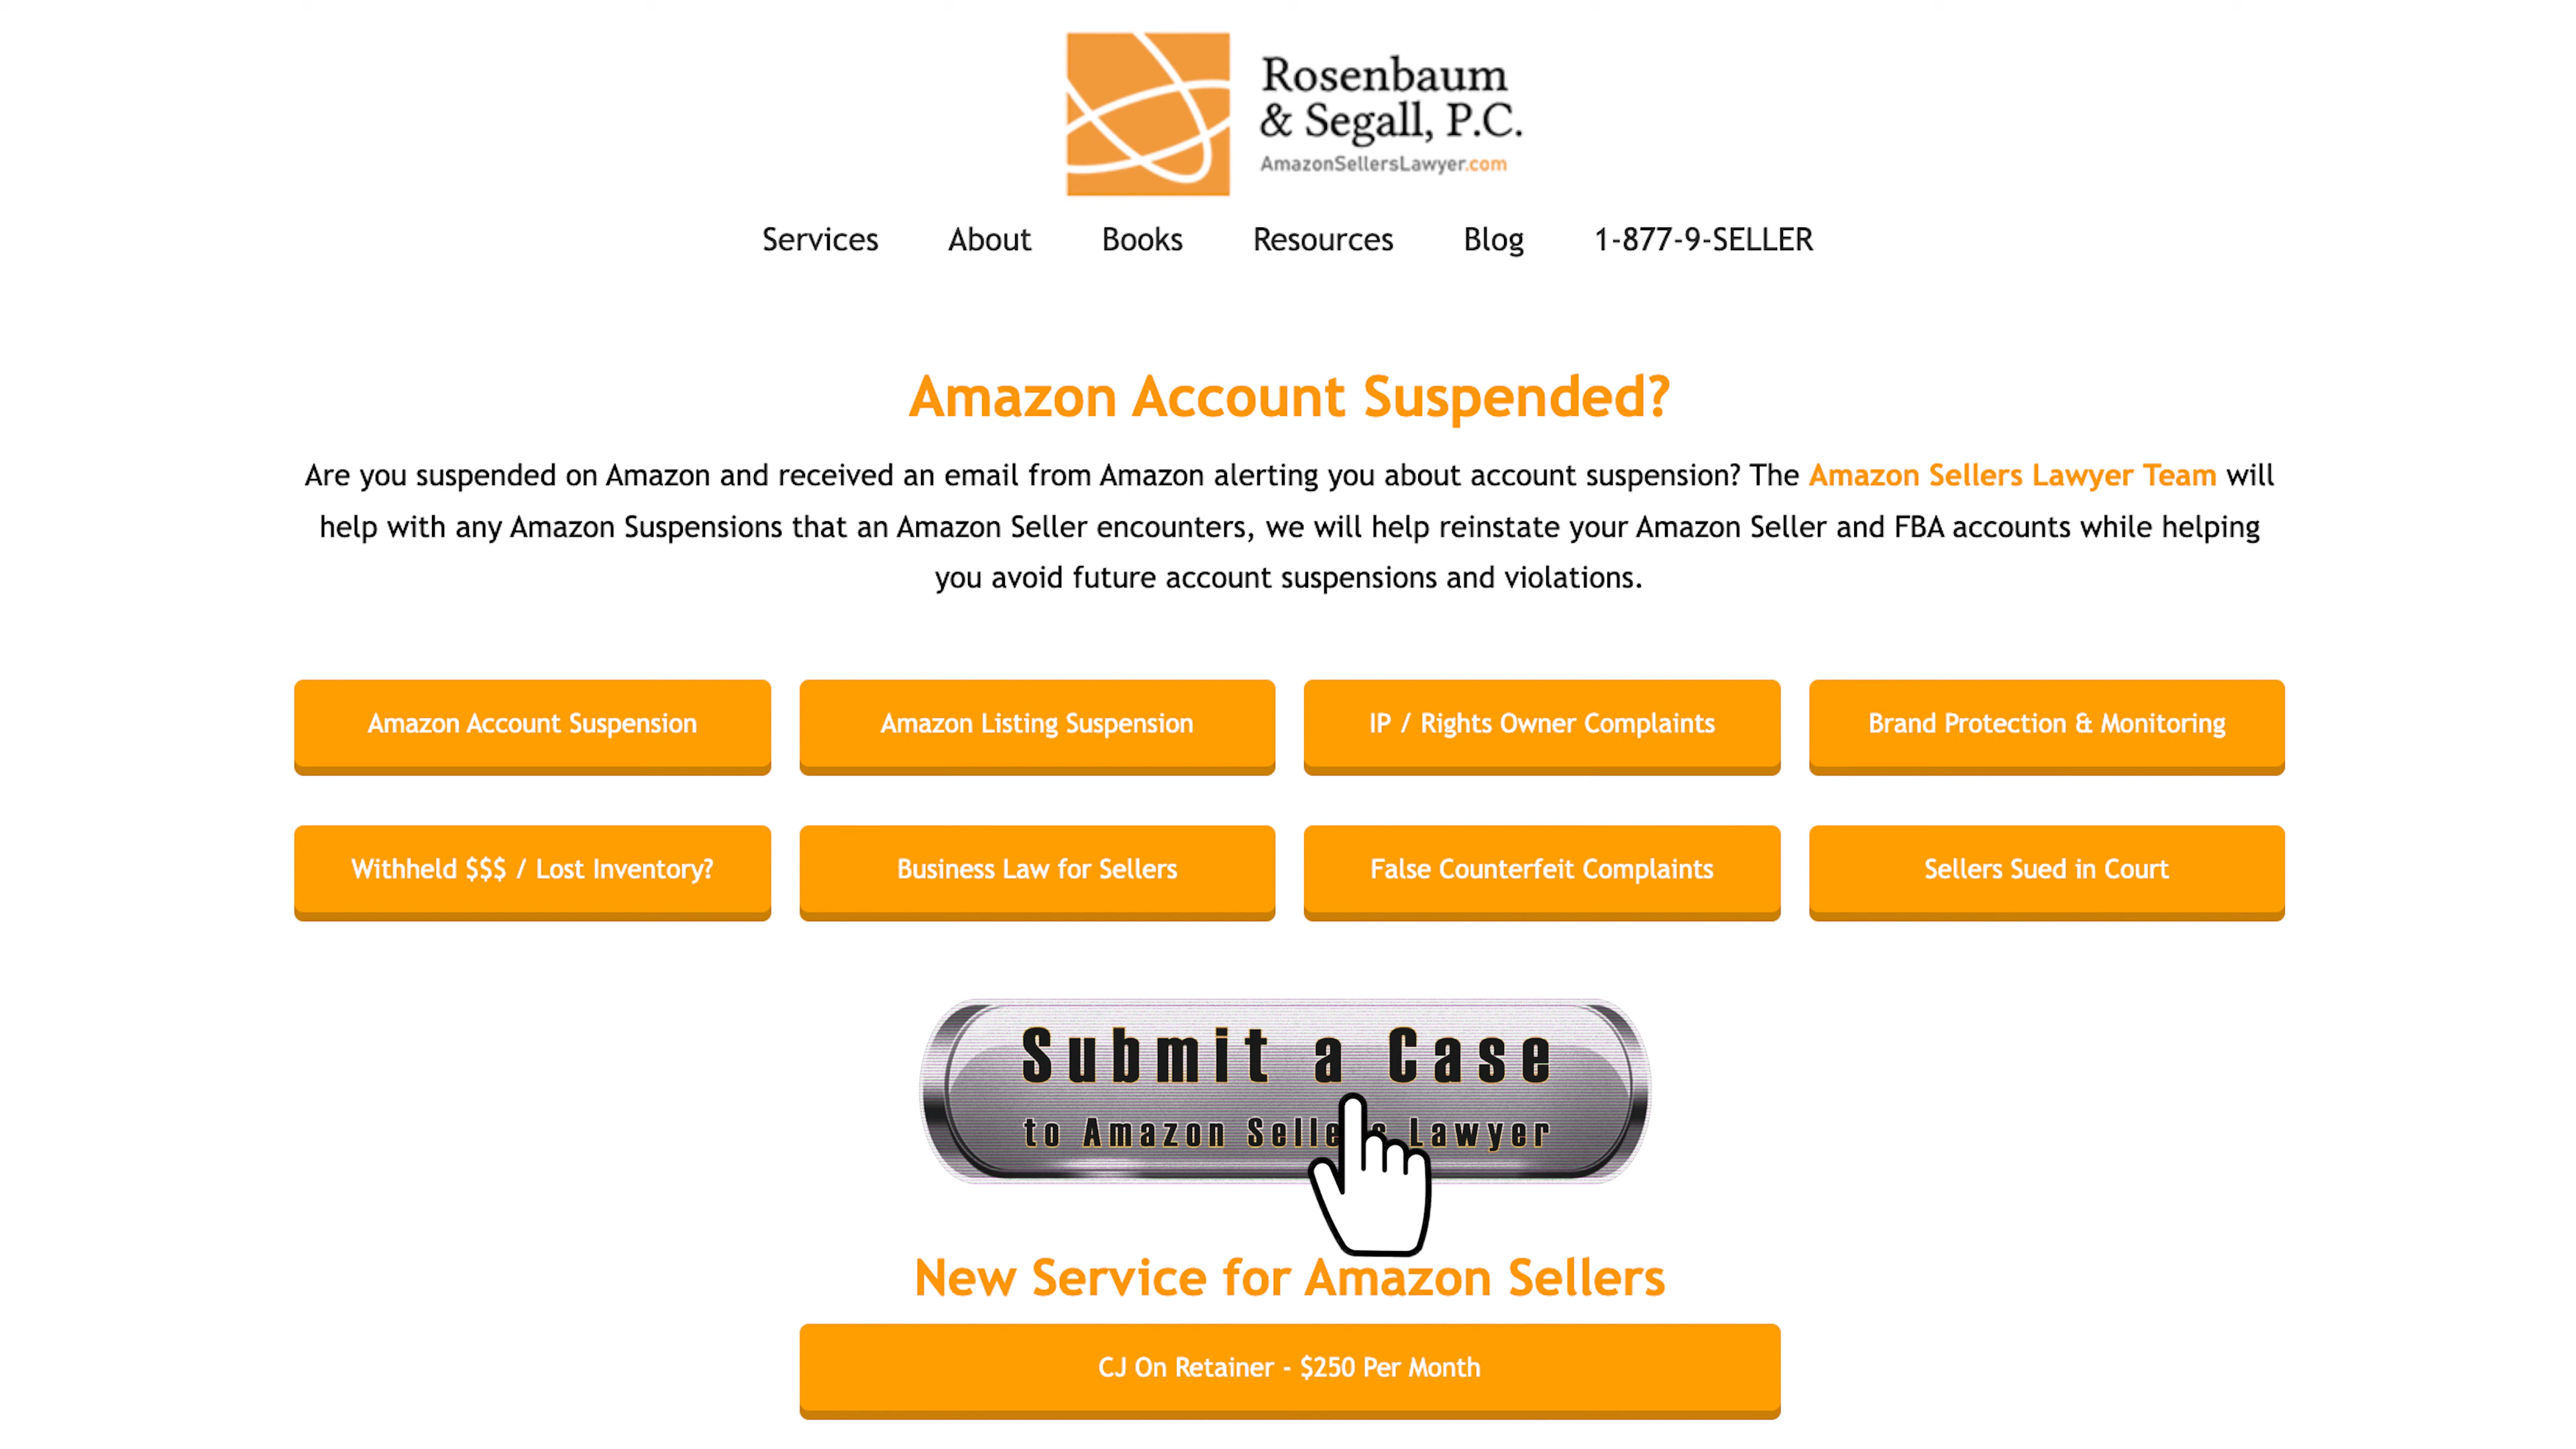 Rosenbaum
& Segall, P.C.
AmazonSellersLawyer.com
Services About Books Resources Blog 1-877-9-SELLER
Amazon Account Suspended?
Are you suspended on Amazon and received an email from Amazon alerting you about account suspension? The Amazon Sellers Lawyer Team will
help with any Amazon Suspensions that an Amazon Seller encounters, we will help reinstate your Amazon Seller and FBA accounts while helping
you avoid future account suspensions and violations.
Amazon Account Suspension Amazon Listing Suspension IP / Rights Owner Complaints Brand Protection & Monitoring
Withheld $$$ / Lost Inventory? Business Law for Sellers False Counterfeit Complaints Sellers Sued in Court
Submit a Case
to Amazon Sellers Lawyer
New Service for Amazon Sellers
CJ On Retainer - $250 Per Month